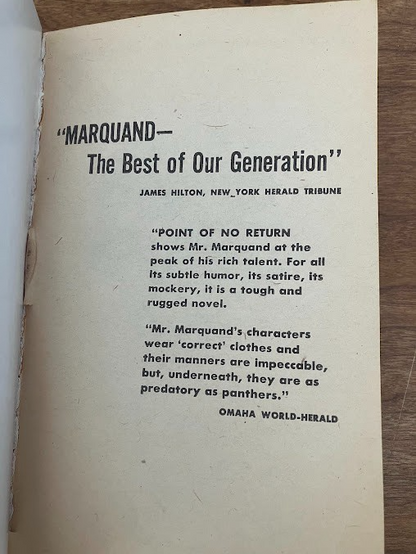 "MARQUAND—
The Best of Our Generation"
JAMES HILTON, NEW YORK HERALD TRIBUNE
"POINT OF NO RETURN
shows Mr. Marquand at the
peak of his rich talent. For all
its subtle humor, its satire, its
mockery, it is a tough and
rugged novel.
"Mr. Marquand's characters
wear 'correct' clothes and
their manners are impeccable,
but, underneath, they are as
predatory as panthers."
OMAHA WORLD-HERALD